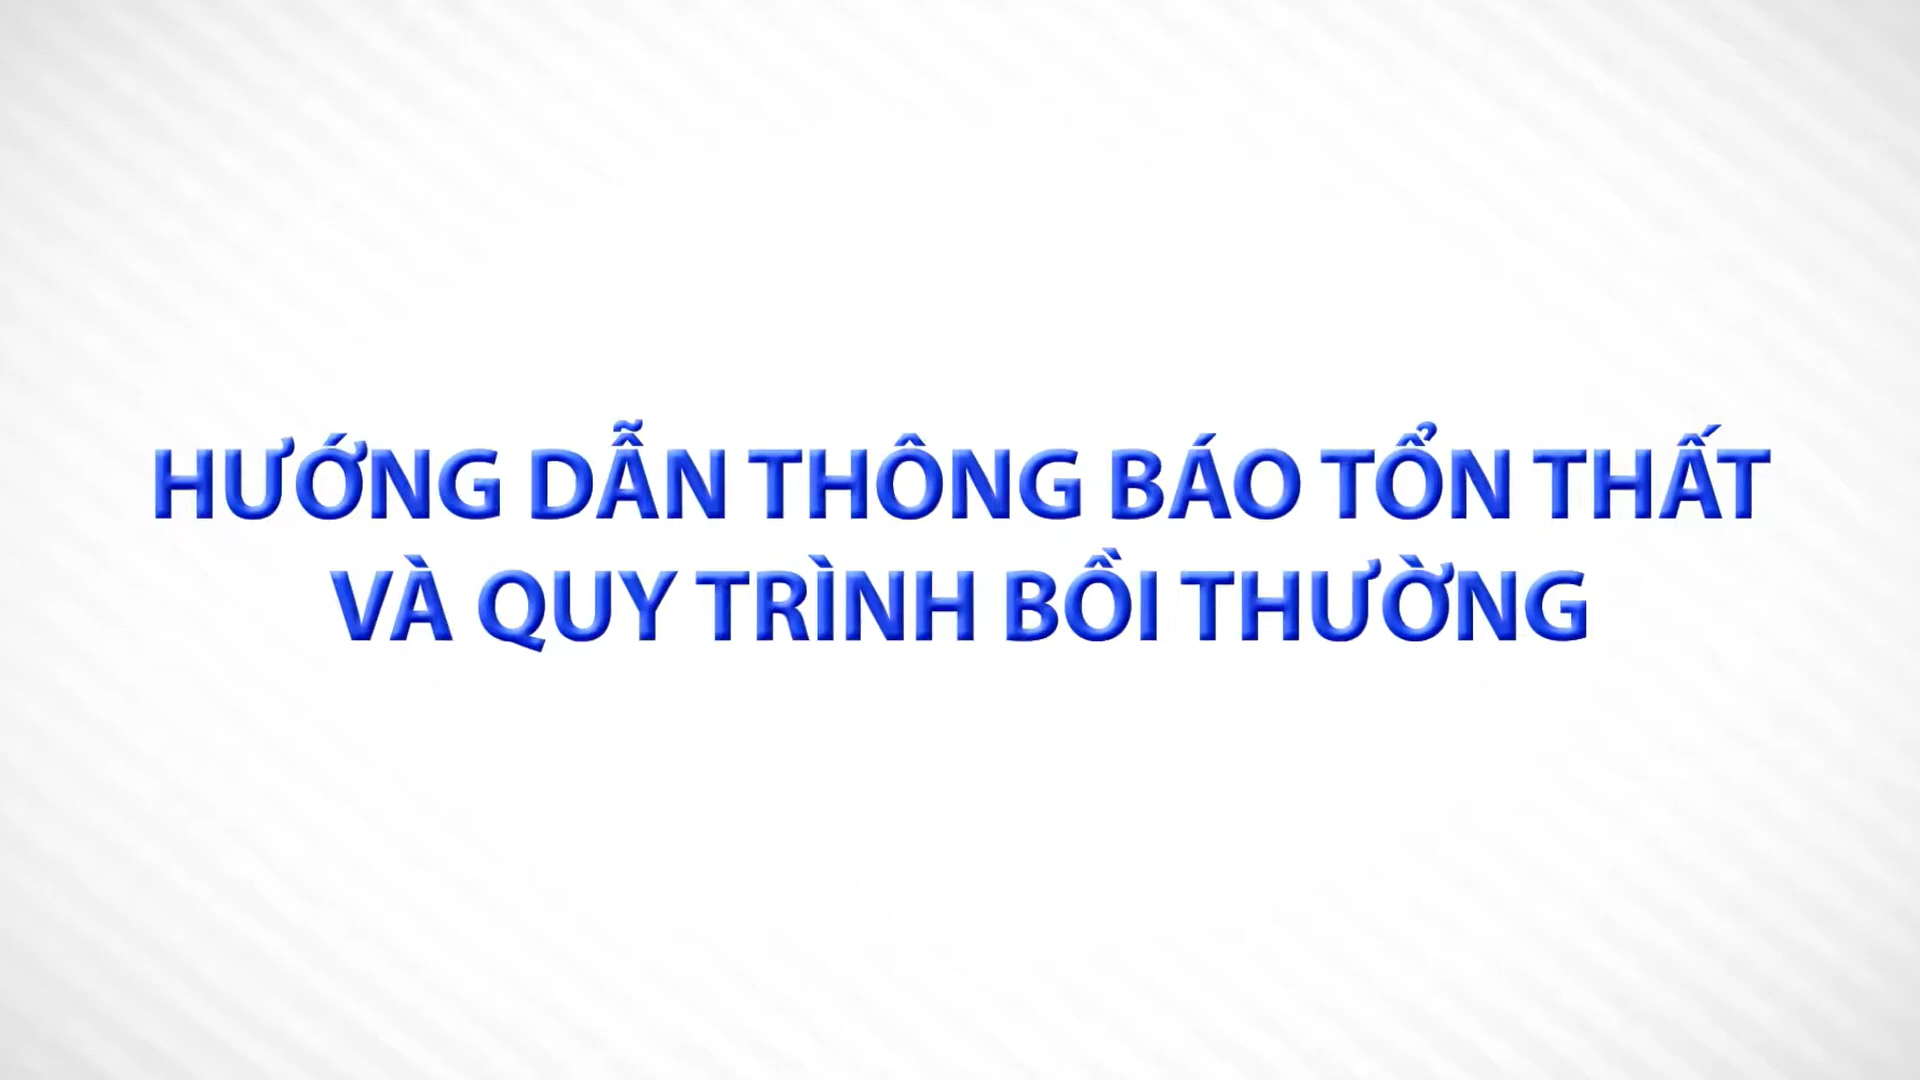 HƯỚNG DẪN THÔNG BÁO TỔN THẤT
VÀ QUY TRÌNH BỒI THƯỜNG